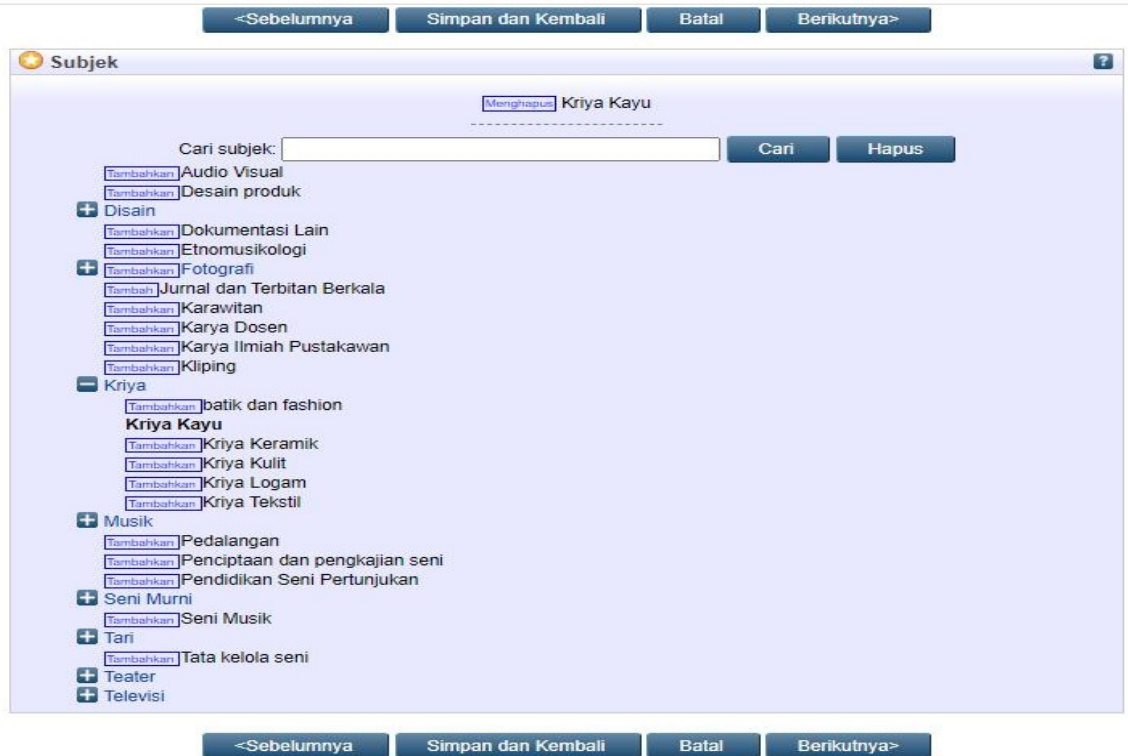 <Sebelumnya Simpan dan Kembali Batal Berikutnya>
Subjek ?
Menghapus Kriya Kayu
Cari subjek: Cari Hapus
Tambahkan Audio Visual
Tambahkan Desain produk
Disain
Tambahkan Dokumentasi Lain
Tambahkan Etnomusikologi
Tambahkan Fotografi
Tambah Jurnal dan Terbitan Berkala
Tambahkan Karawitan
Tambahkan Karya Dosen
Tambahkan Karya Ilmiah Pustakawan
Tambahkan Kliping
Kriya
Tambahkan batik dan fashion
Kriya Kayu
Tambahkan Kriya Keramik
Tambahkan Kriya Kulit
Tambahkan Kriya Logam
Tambahkan Kriya Tekstil
Musik
Tambahkan Pedalangan
Tambahkan Penciptaan dan pengkajian seni
Tambahkan Pendidikan Seni Pertunjukan
Seni Murni
Tambahkan Seni Musik
Tari
Tambahkan Tata kelola seni
Teater
Televisi
<Sebelumnya Simpan dan Kembali Batal Berikutnya>